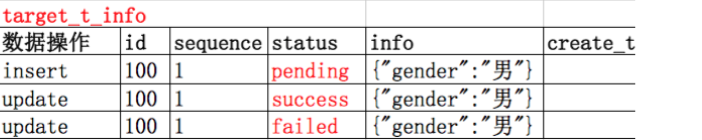 target_t_info
数据操作 id sequence status info create_t
insert 100 1 pending {"gender":"男"}
update 100 1 success {"gender":"男"}
update 100 1 failed {"gender":"男"}